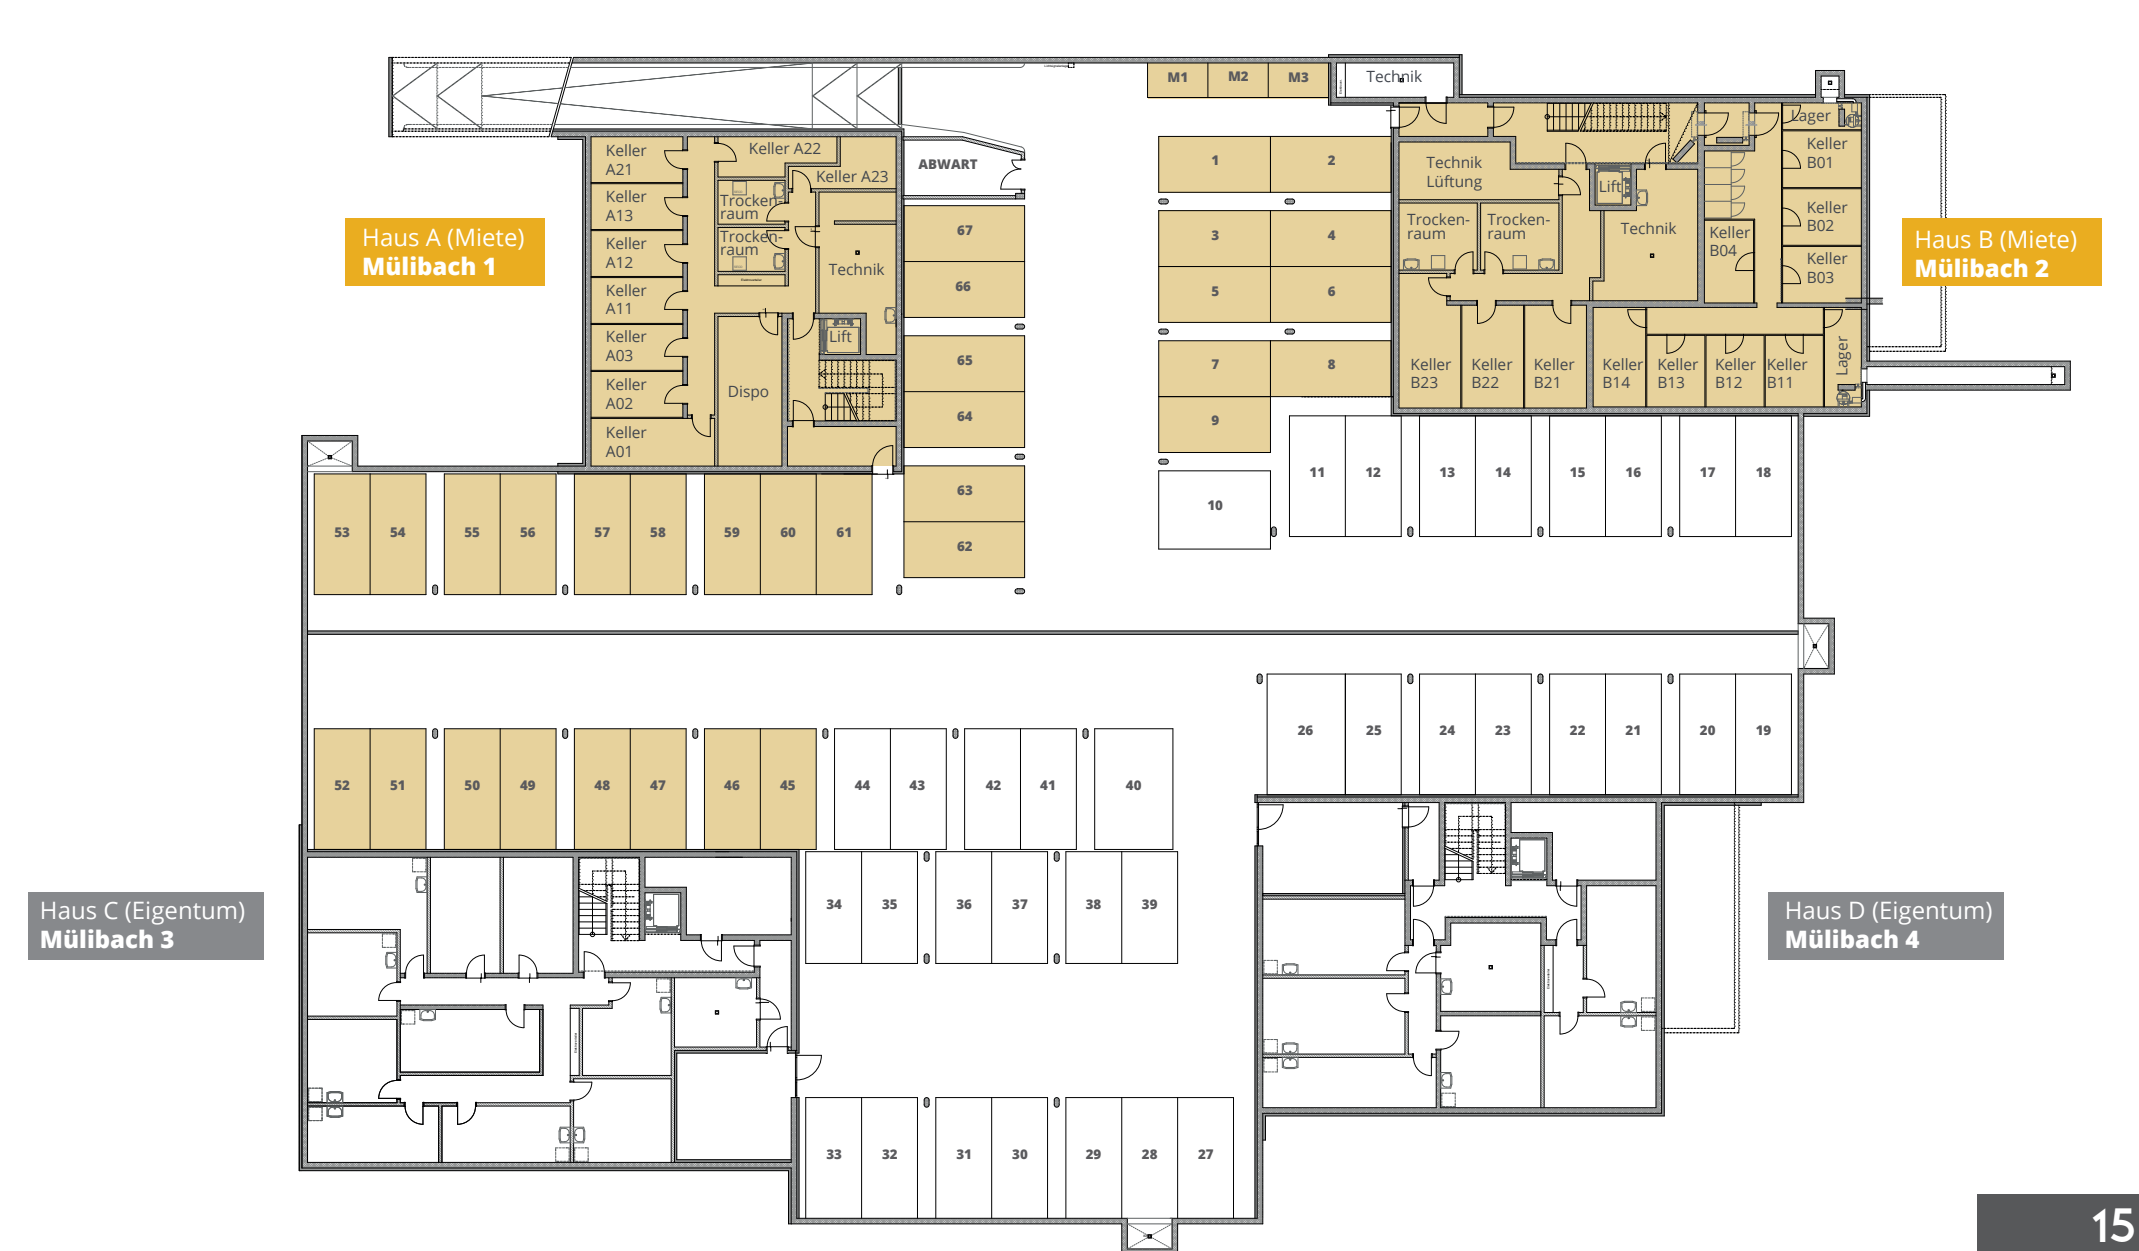 M1
M2
M3
Technik
Keller
A21
Keller A22
Keller A23
ABWART
1
2
Technik
Lüftung
Lift
Lager
Keller
B01
Keller
A13
Trocken-
raum
Keller
B02
Haus A (Miete)
Mülibach 1
Keller
A12
Trocken-
raum
Technik
67
3
4
Trocken-
raum
Trocken-
raum
Technik
Keller
B04
Keller
B03
Haus B (Miete)
Mülibach 2
Keller
A11
66
5
6
Keller
A03
Lift
65
7
8
Keller
B23
Keller
B22
Keller
B21
Keller
B14
Keller
B13
Keller
B12
Keller
B11
Lager
Keller
A02
Dispo
64
9
Keller
A01
63
10
11
12
13
14
15
16
17
18
53
54
55
56
57
58
59
60
61
62
26
25
24
23
22
21
20
19
52
51
50
49
48
47
46
45
44
43
42
41
40
34
35
36
37
38
39
Haus C (Eigentum)
Mülibach 3
Haus D (Eigentum)
Mülibach 4
33
32
31
30
29
28
27
15